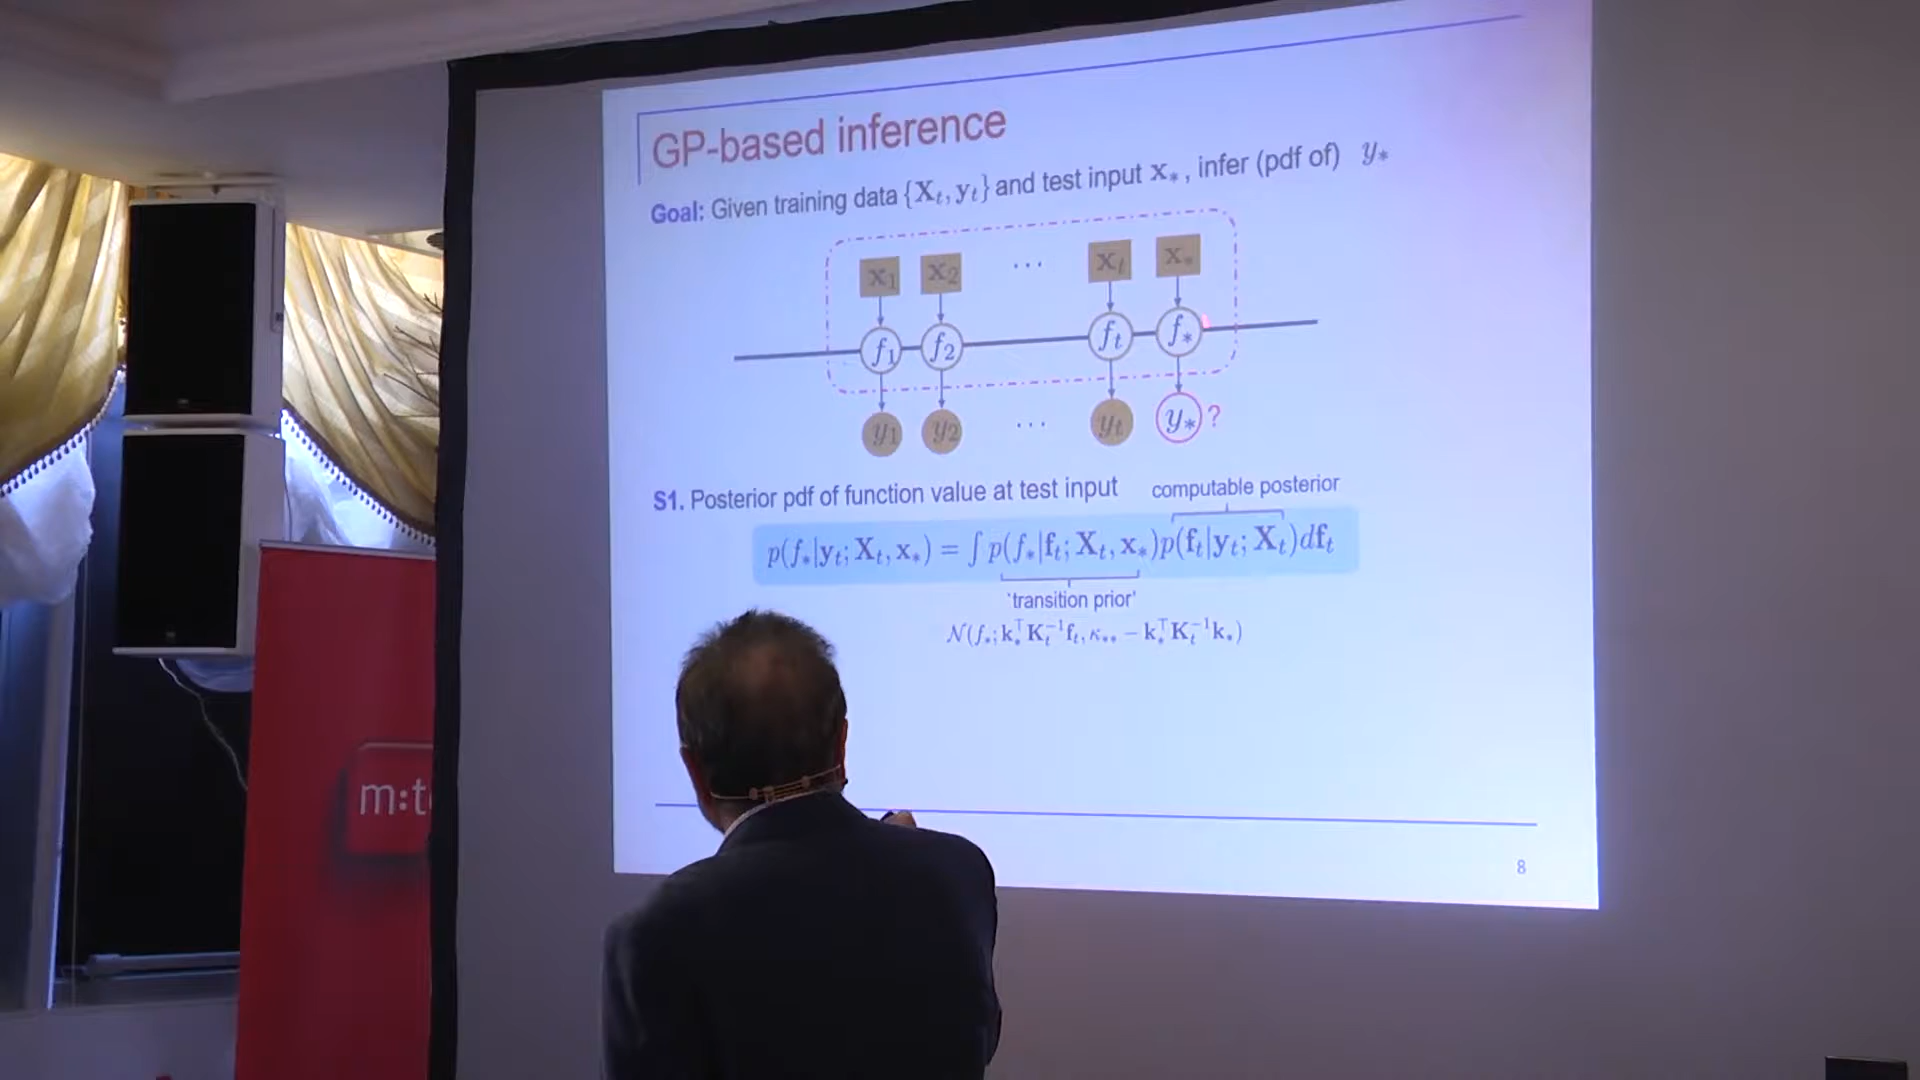 GP-based inference
Goal: Given training data {X_t, y_t} and test input x_*, infer (pdf of) y_*
x_1 x_2 ... x_t x_*
f_1 f_2 f_t f_*
y_1 y_2 ... y_t y_* ?
S1. Posterior pdf of function value at test input
computable posterior
p(f_*|y_t; X_t, x_*) = ∫ p(f_*|f_t; X_t, x_*)p(f_t|y_t; X_t)df_t
`transition prior'
N(f_*; k_*^⊤ K_t^{-1} f_t, κ_** − k_*^⊤ K_t^{-1} k_*)
8